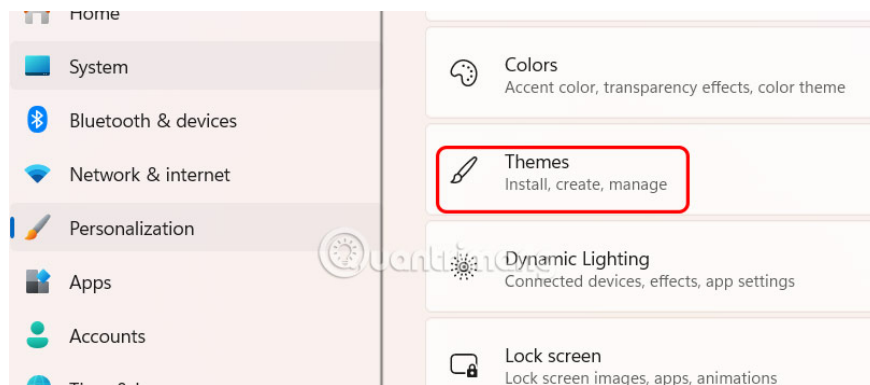 Home
System
Bluetooth & devices
Network & internet
Personalization
Apps
Accounts
Colors
Accent color, transparency effects, color theme
Themes
Install, create, manage
Dynamic Lighting
Connected devices, effects, app settings
Lock screen
Lock screen images, apps, animations
Quantrimang